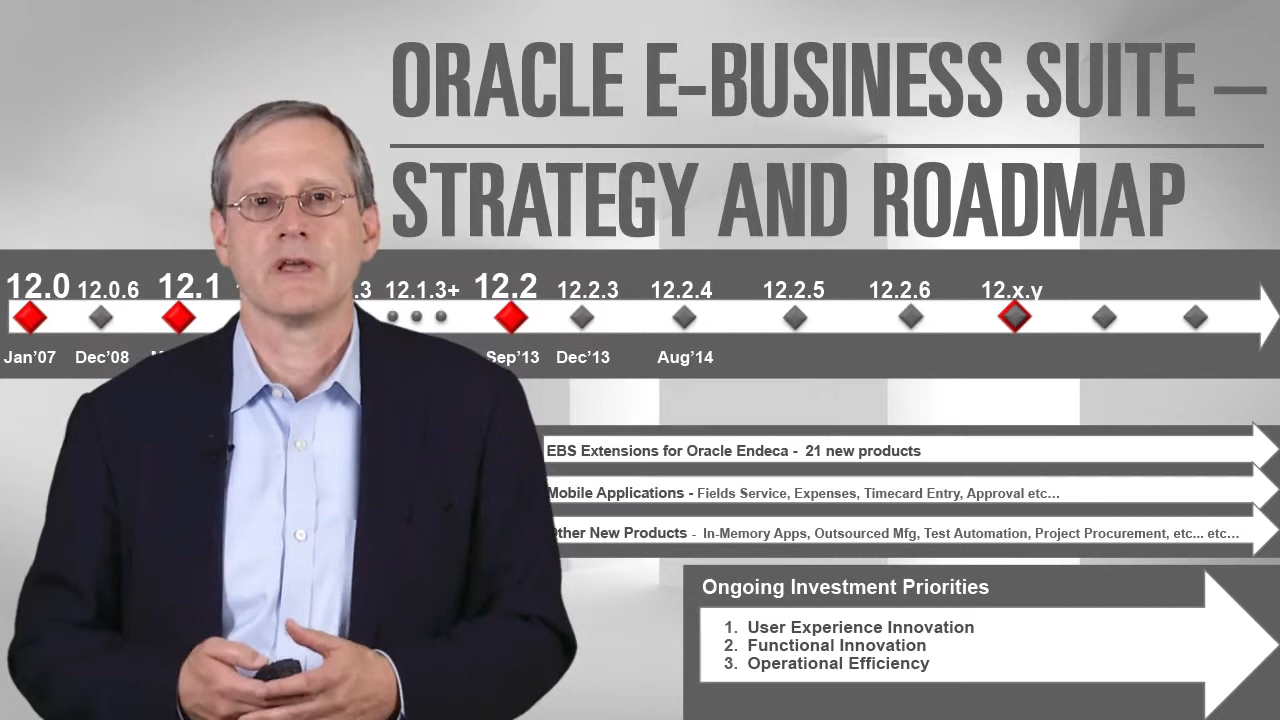 ORACLE E-BUSINESS SUITE —
STRATEGY AND ROADMAP
12.0 12.0.6 12.1 .3 12.1.3+ 12.2 12.2.3 12.2.4 12.2.5 12.2.6 12.x.y
Jan’07 Dec’08 Sep’13 Dec’13 Aug’14
EBS Extensions for Oracle Endeca - 21 new products
Mobile Applications - Fields Service, Expenses, Timecard Entry, Approval etc…
Other New Products - In-Memory Apps, Outsourced Mfg, Test Automation, Project Procurement, etc... etc…
Ongoing Investment Priorities
1. User Experience Innovation
2. Functional Innovation
3. Operational Efficiency